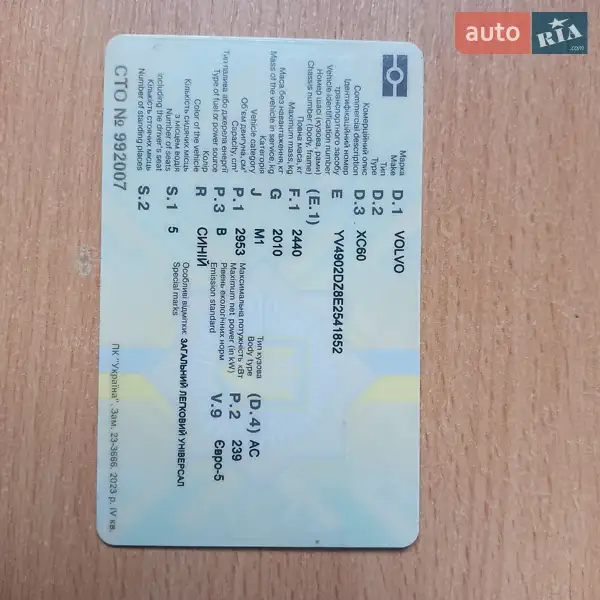 auto RIA .com
Марка
Make
D.1 VOLVO
Тип
Type
D.2
Комерційний опис
Commercial description
D.3 XC60
Ідентифікаційний номер
транспортного засобу
Vehicle identification number
E YV4902DZ8E2541852
Номер шасі (кузова, рами)
Chassis number (body, frame)
(E.1)
Повна маса, кг
Maximum mass, kg
F.1 2440
Маса без навантаження, кг
Mass of the vehicle in service, kg
G 2010
Категорія
Vehicle category
J M1
Тип кузова
Body type
(D.4) AC
Об'єм двигуна, см³
Capacity, cm³
P.1 2953
Максимальна потужність кВт
Maximum net power (in kW)
P.2 239
Тип палива або джерела енергії
Type of fuel or power source
P.3 B
Рівень екологічних норм
Emission standard
V.9 Євро-5
Колір
Color of the vehicle
R СИНІЙ
Кількість сидячих місць
з місцем водія
Number of seats
including the driver's seat
S.1 5
Особливі відмітки: ЗАГАЛЬНИЙ ЛЕГКОВИЙ УНІВЕРСАЛ
Special marks
Кількість стоячих місць
Number of standing places
S.2
СТО № 992007
ПК "Україна". Зам. 23-3666. 2023 р. IV кв.